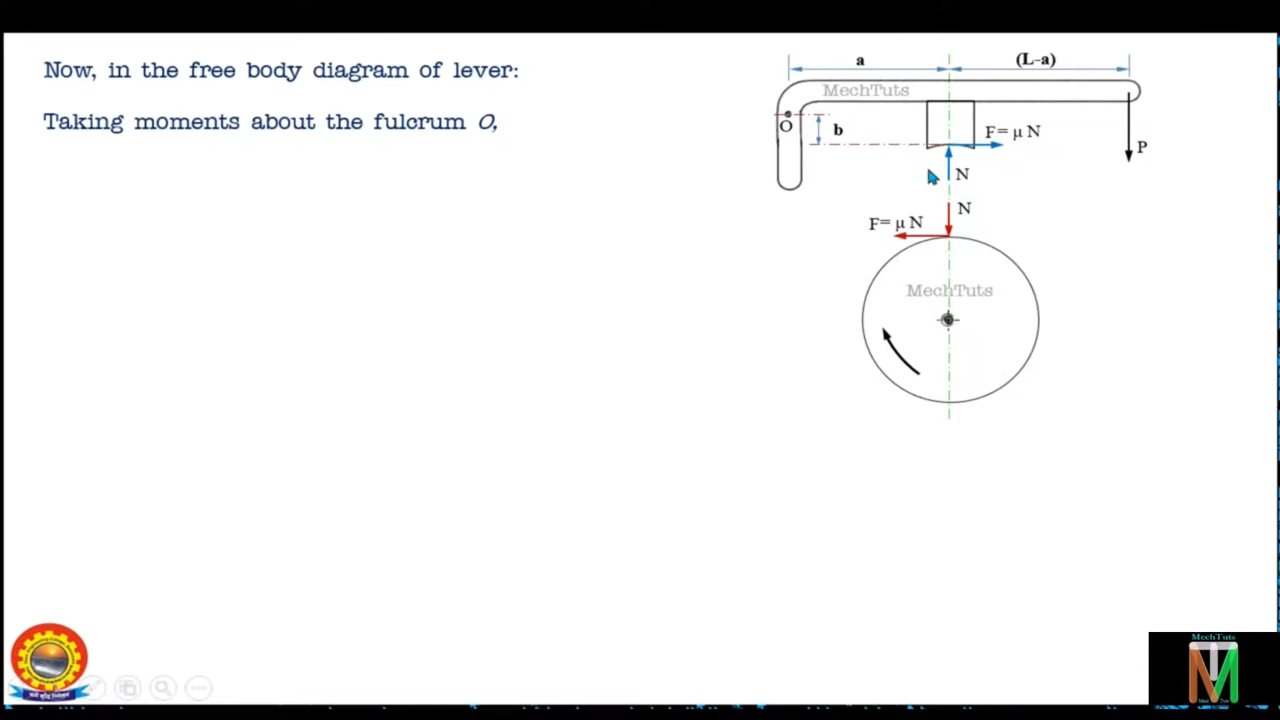 Now, in the free body diagram of lever:
Taking moments about the fulcrum O,
a
(L-a)
MechTuts
O
b
F= μ N
P
N
N
F= μ N
MechTuts
MechTuts